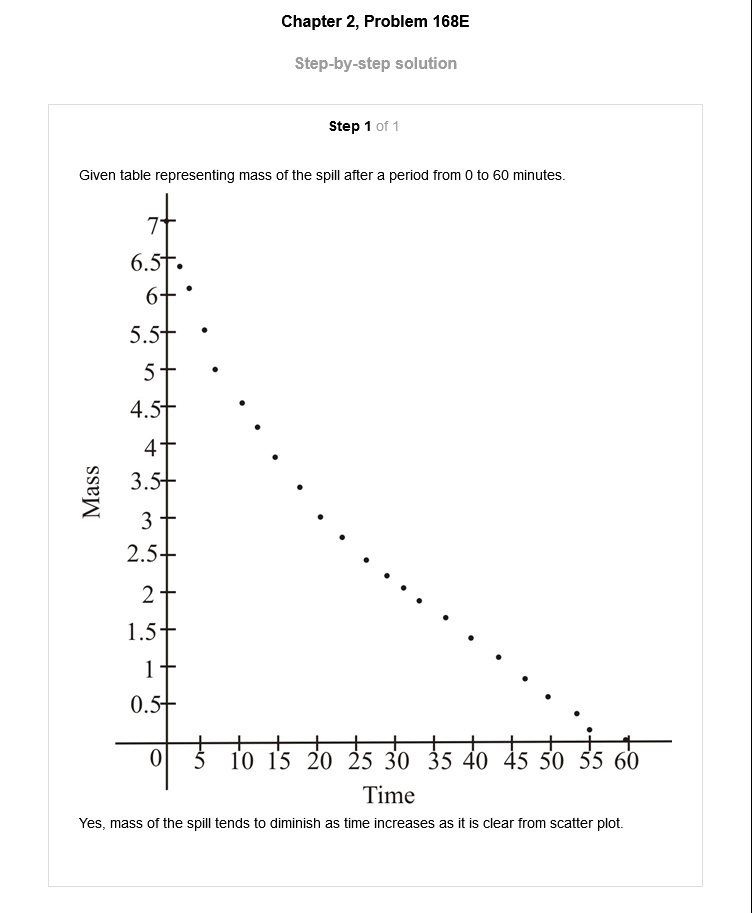 Chapter 2, Problem 168E
Step-by-step solution
Step 1 of 1
Given table representing mass of the spill after a period from 0 to 60 minutes.
7
6.5
6
5.5
5
4.5
4
3.5
3
2.5
2
1.5
1
0.5
Mass
0 5 10 15 20 25 30 35 40 45 50 55 60
Time
Yes, mass of the spill tends to diminish as time increases as it is clear from scatter plot.